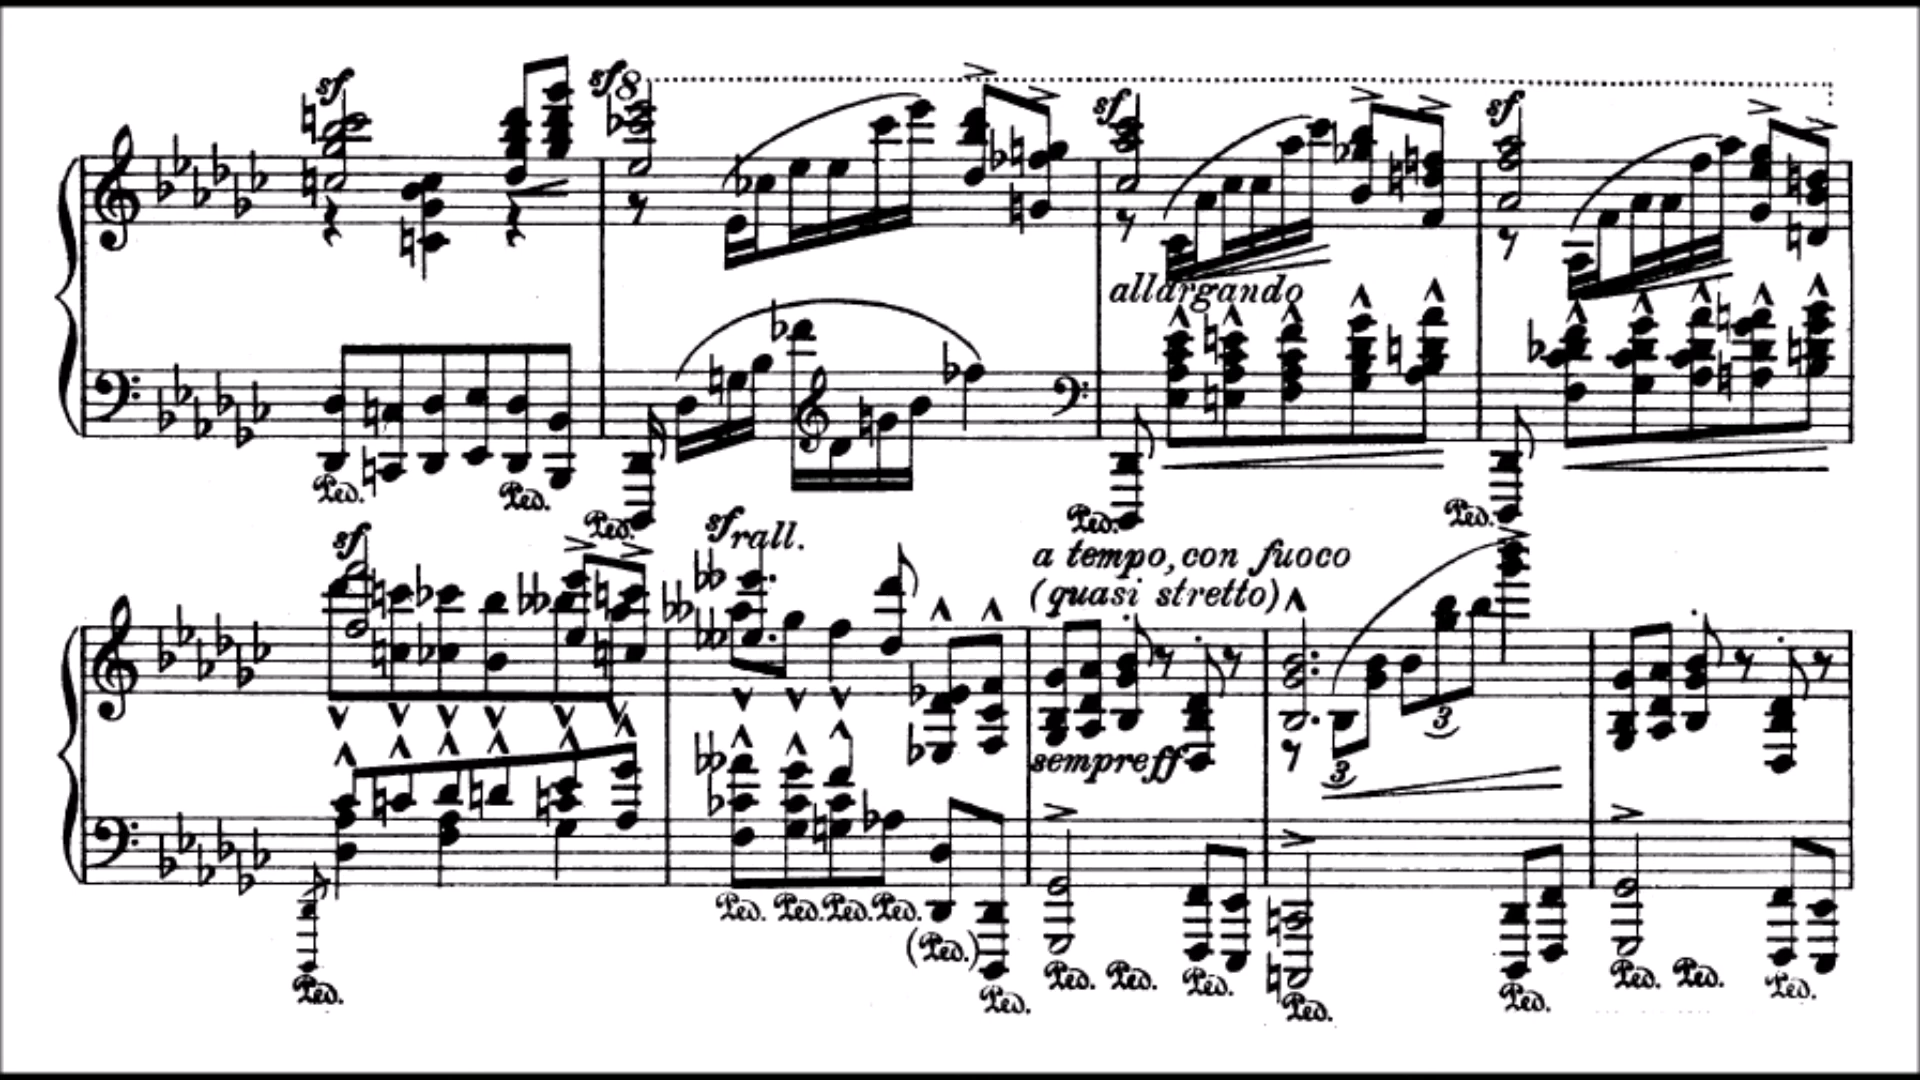 sf sf 8 sf sf
allargando
Ped. Ped. Ped. Ped. Ped.
sf sf rall. a tempo, con fuoco
(quasi stretto)
3
sempre ff 3
Ped. Ped. Ped. Ped.
(Ped.)
Ped. Ped. Ped. Ped. Ped. Ped. Ped. Ped. Ped. Ped.